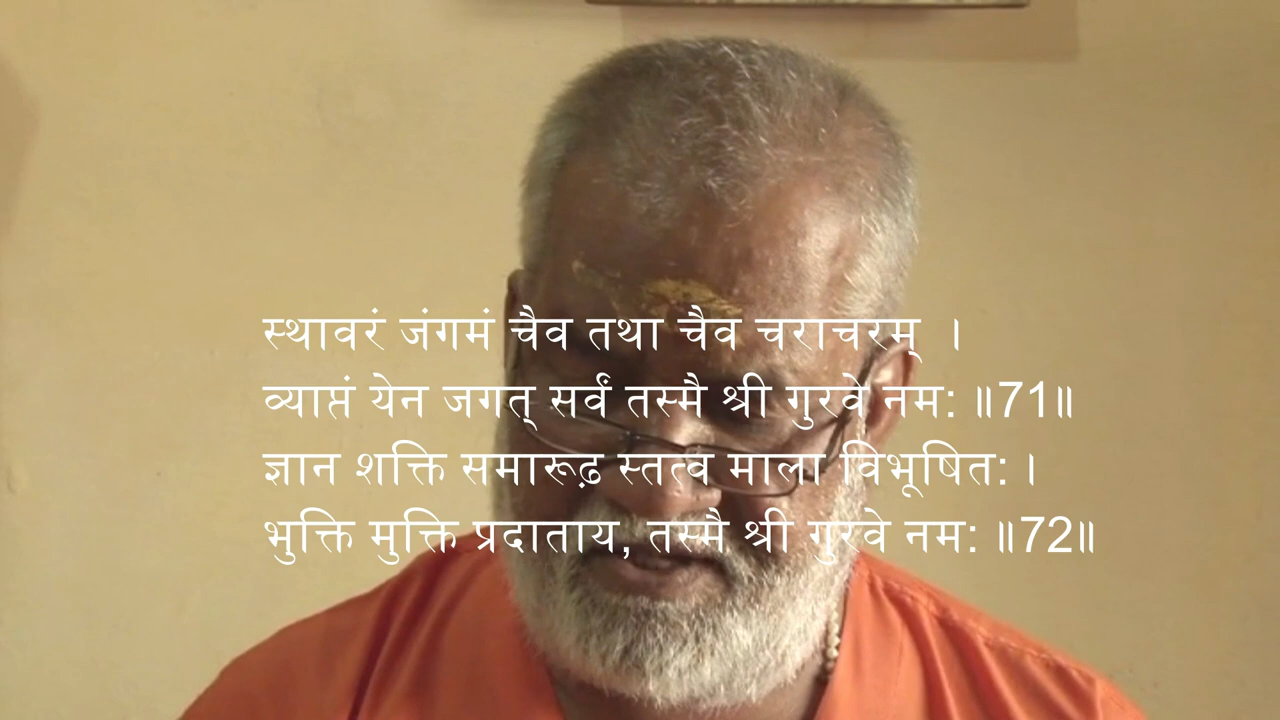 स्थावरं जंगमं चैव तथा चैव चराचरम् ।
व्याप्तं येन जगत् सर्वं तस्मै श्री गुरवे नम: ॥71॥
ज्ञान शक्ति समारूढ़ स्तत्व माला विभूषित: ।
भुक्ति मुक्ति प्रदाताय, तस्मै श्री गुरवे नम: ॥72॥